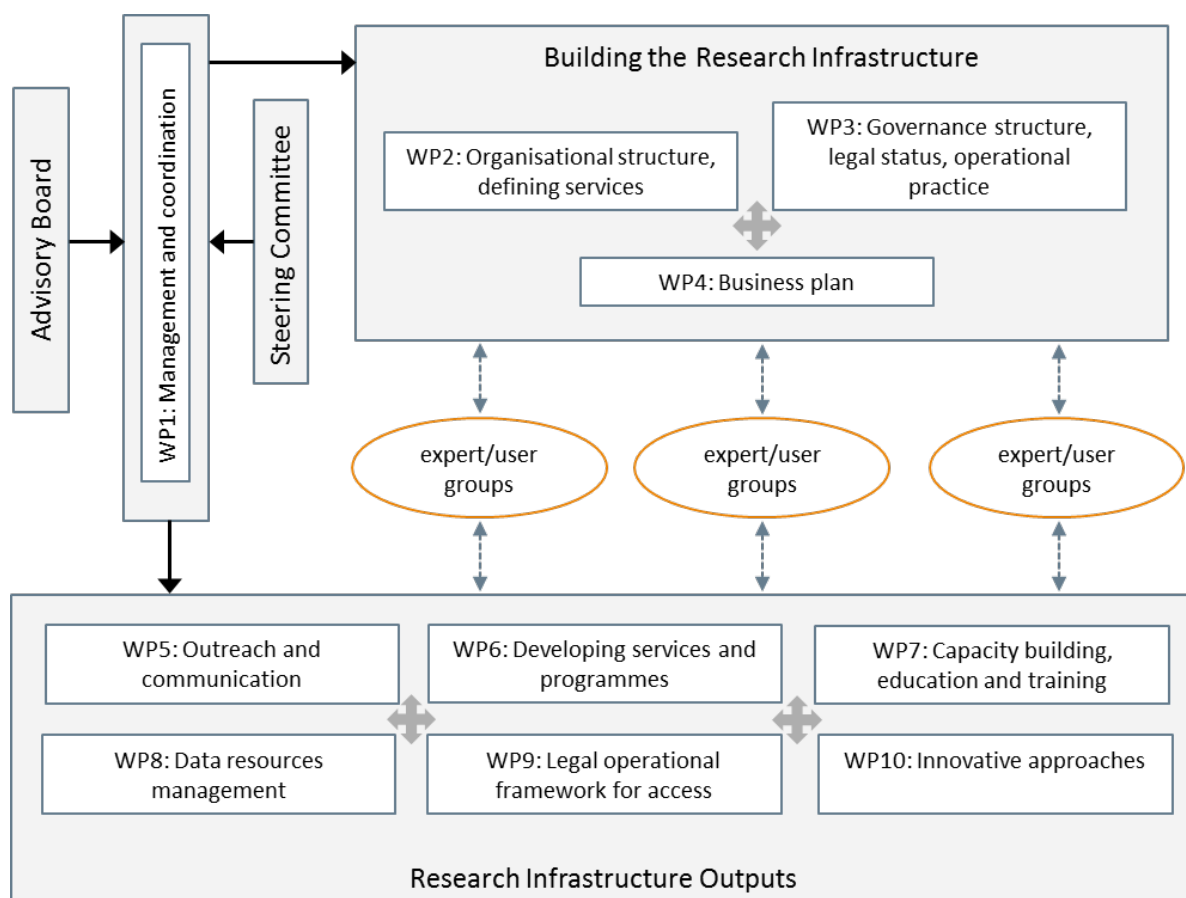 Advisory Board
WP1: Management and coordination
Steering Committee
Building the Research Infrastructure
WP2: Organisational structure,
defining services
WP3: Governance structure,
legal status, operational
practice
WP4: Business plan
expert/user
groups
expert/user
groups
expert/user
groups
WP5: Outreach and
communication
WP6: Developing services and
programmes
WP7: Capacity building,
education and training
WP8: Data resources
management
WP9: Legal operational
framework for access
WP10: Innovative approaches
Research Infrastructure Outputs